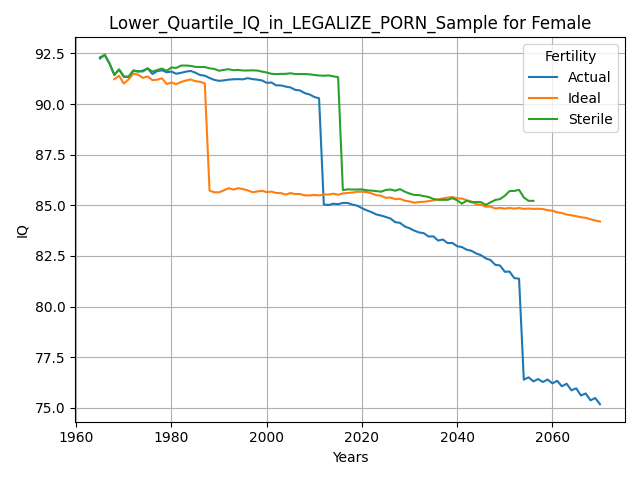 Lower_Quartile_IQ_in_LEGALIZE_PORN_Sample for Female
92.5
90.0
87.5
85.0
82.5
80.0
77.5
75.0
IQ
Fertility
Actual
Ideal
Sterile
1960
1980
2000
2020
2040
2060
Years